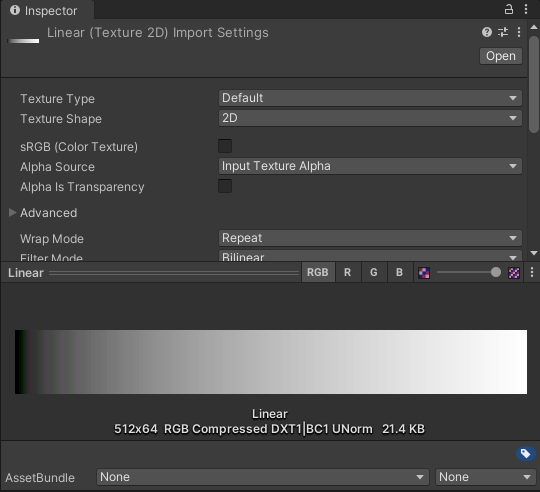 Inspector
Linear (Texture 2D) Import Settings
Open
Texture Type Default
Texture Shape 2D
sRGB (Color Texture)
Alpha Source Input Texture Alpha
Alpha Is Transparency
Advanced
Wrap Mode Repeat
Filter Mode Bilinear
Linear RGB R G B
Linear
512x64 RGB Compressed DXT1|BC1 UNorm 21.4 KB
AssetBundle None None